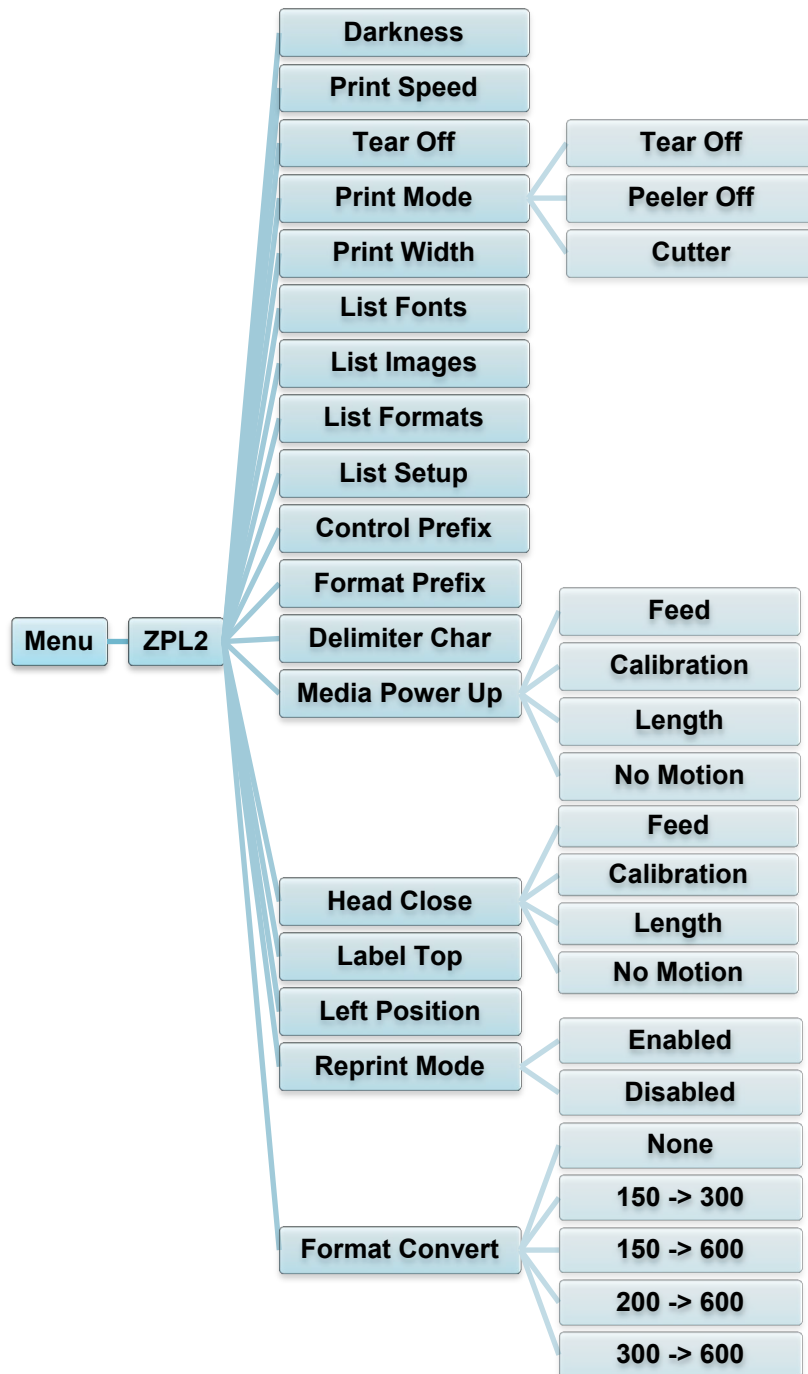 Menu
ZPL2
Darkness
Print Speed
Tear Off
Print Mode
Tear Off
Peeler Off
Cutter
Print Width
List Fonts
List Images
List Formats
List Setup
Control Prefix
Format Prefix
Delimiter Char
Media Power Up
Feed
Calibration
Length
No Motion
Head Close
Feed
Calibration
Length
No Motion
Label Top
Left Position
Reprint Mode
Enabled
Disabled
Format Convert
None
150 -> 300
150 -> 600
200 -> 600
300 -> 600